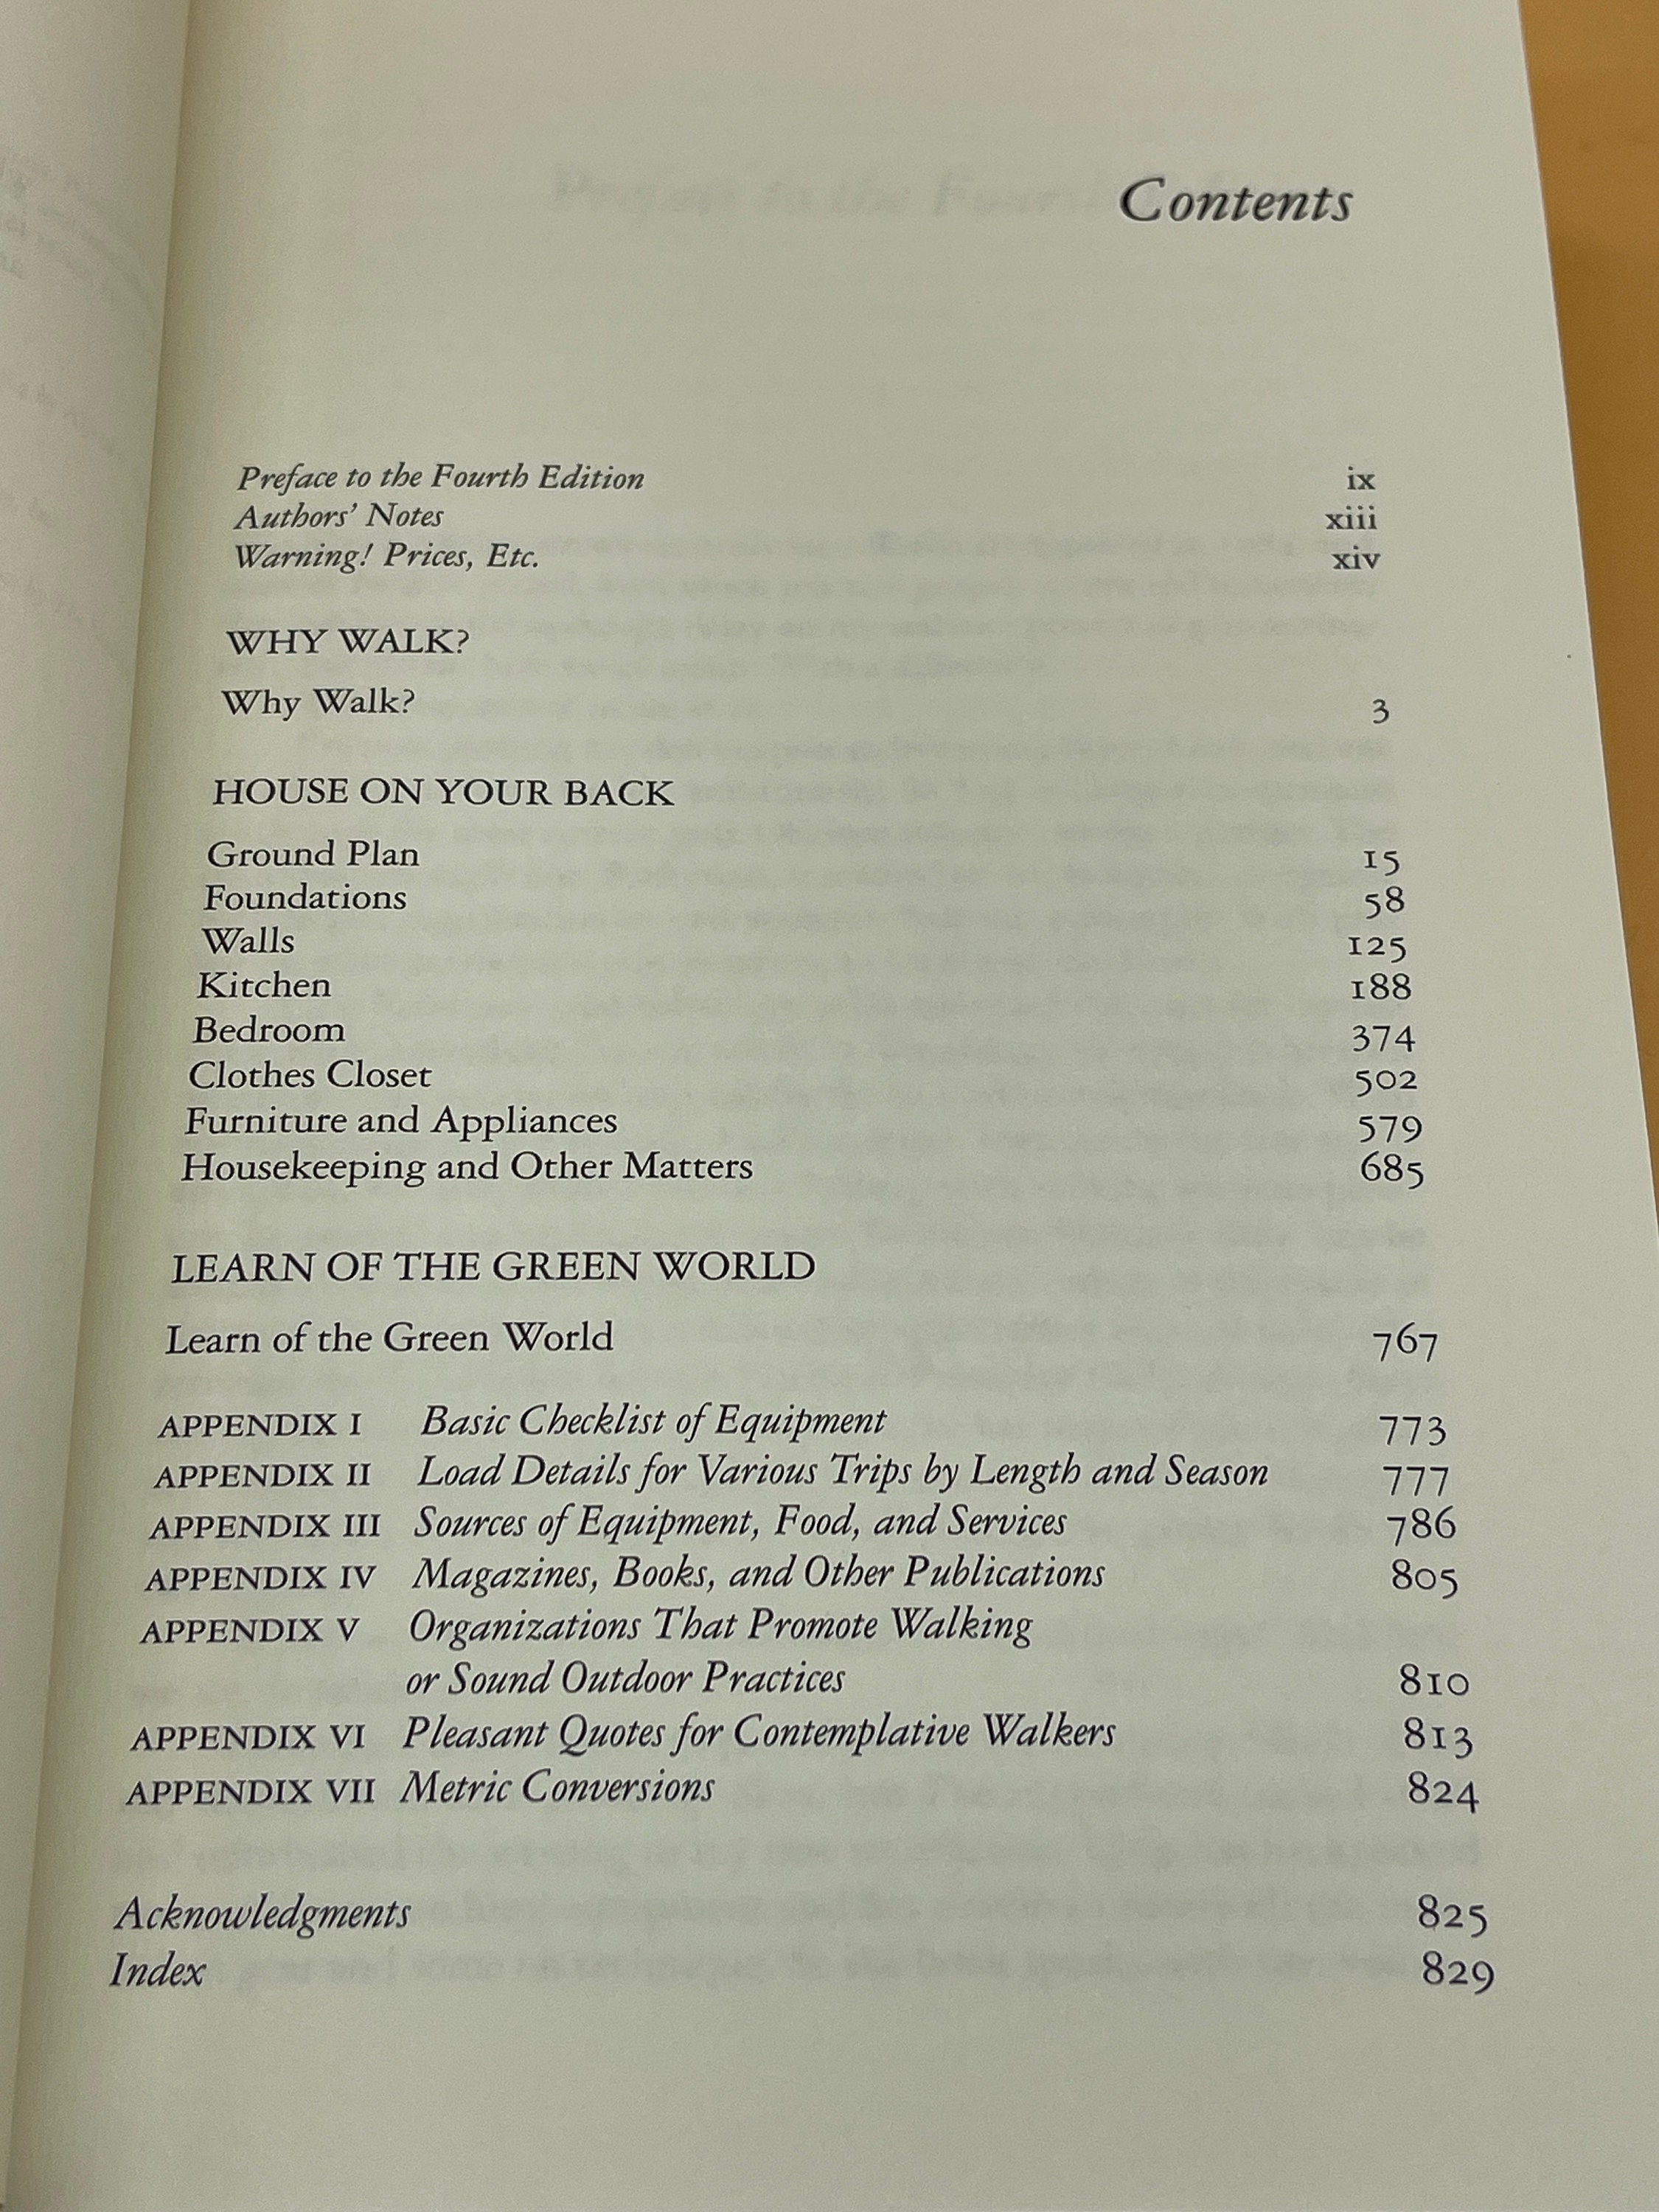 Contents
Preface to the Fourth Edition ix
Authors' Notes xiii
Warning! Prices, Etc. xiv
WHY WALK?
Why Walk? 3
HOUSE ON YOUR BACK
Ground Plan 15
Foundations 58
Walls 125
Kitchen 188
Bedroom 374
Clothes Closet 502
Furniture and Appliances 579
Housekeeping and Other Matters 685
LEARN OF THE GREEN WORLD
Learn of the Green World 767
APPENDIX I Basic Checklist of Equipment 773
APPENDIX II Load Details for Various Trips by Length and Season 777
APPENDIX III Sources of Equipment, Food, and Services 786
APPENDIX IV Magazines, Books, and Other Publications 805
APPENDIX V Organizations That Promote Walking
or Sound Outdoor Practices 810
APPENDIX VI Pleasant Quotes for Contemplative Walkers 813
APPENDIX VII Metric Conversions 824
Acknowledgments 825
Index 829